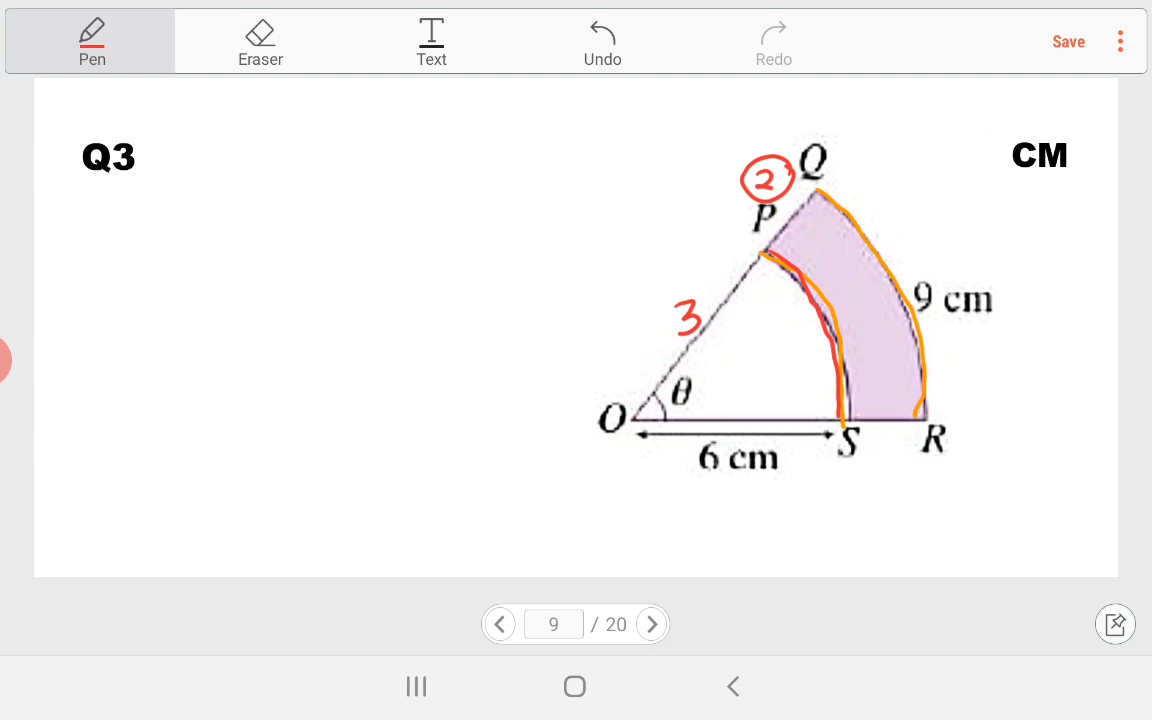 Pen Eraser Text Undo Redo Save
Q3
CM
2
Q
P
3
9 cm
θ
O
S
R
6 cm
9 / 20